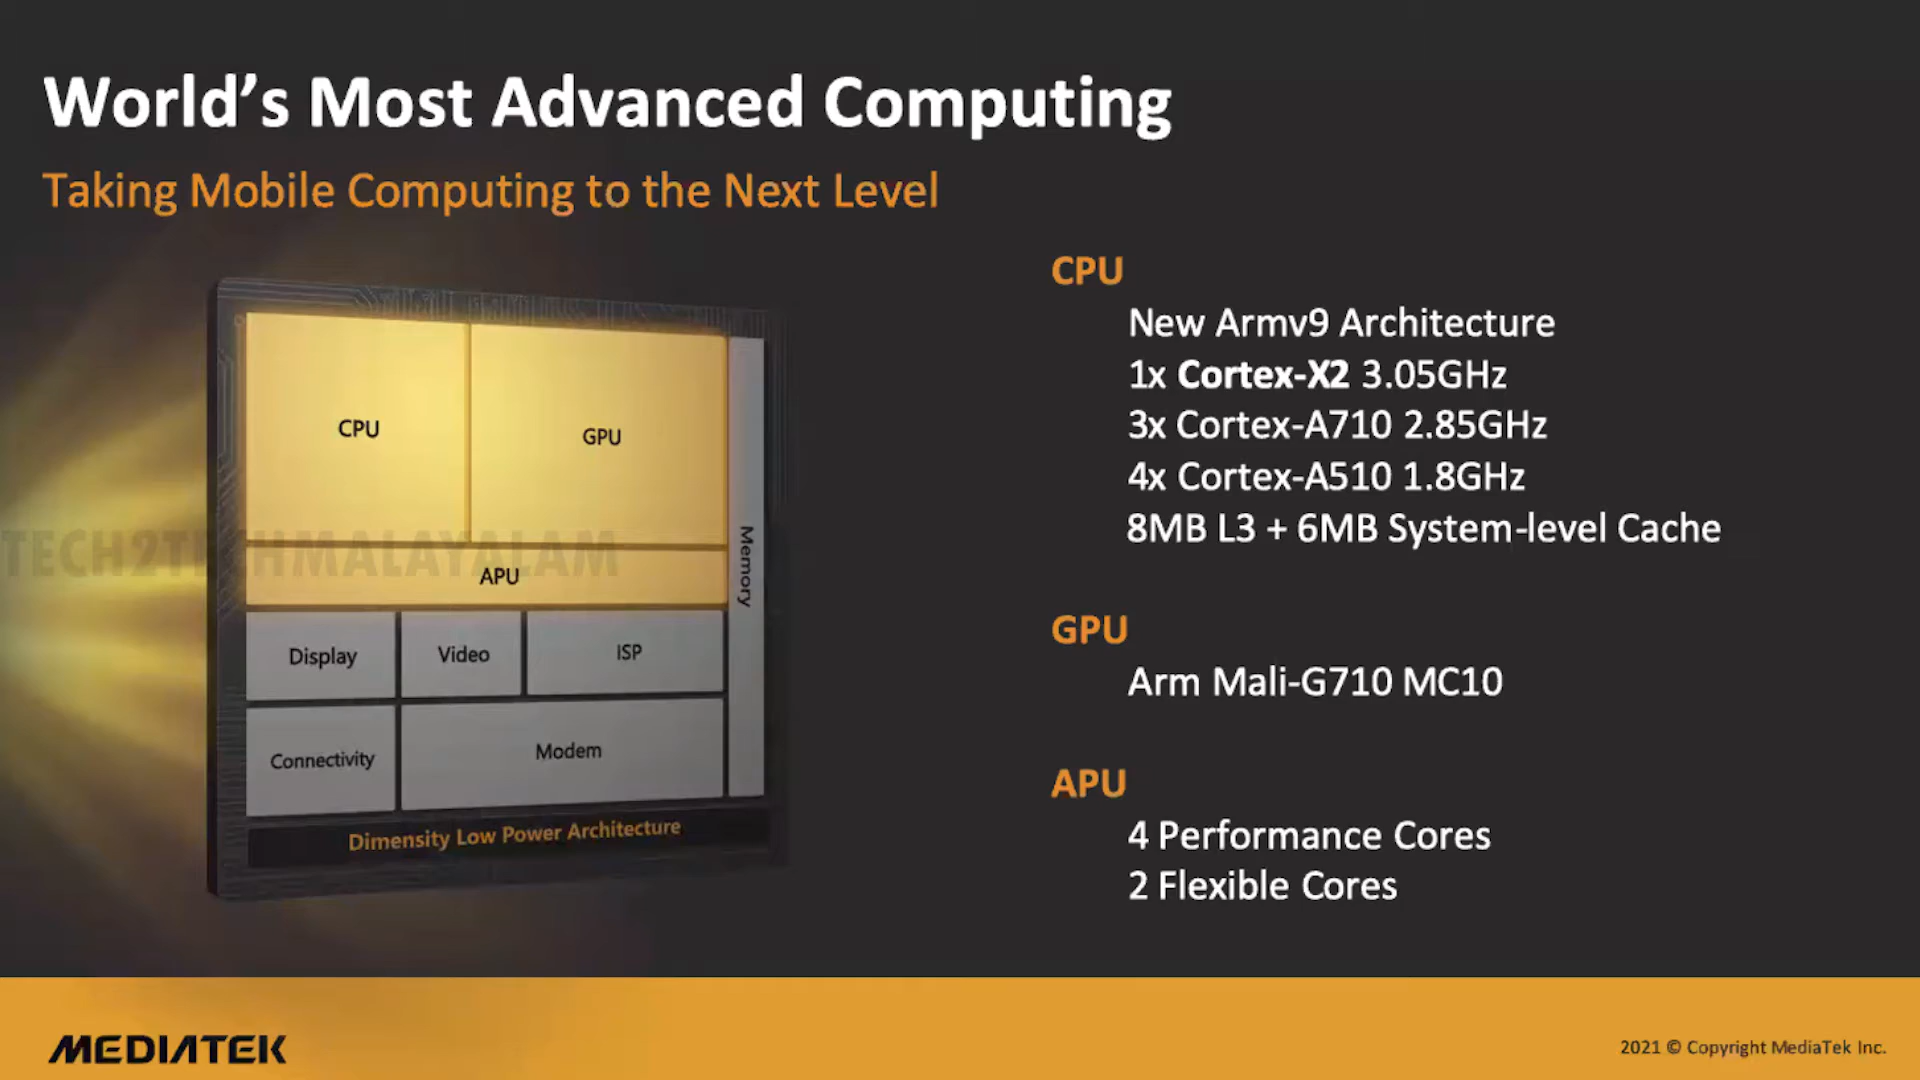 World's Most Advanced Computing
Taking Mobile Computing to the Next Level
CPU
GPU
APU
Memory
Display
Video
ISP
Connectivity
Modem
Dimensity Low Power Architecture
TECH2TECHMALAYALAM
CPU
New Armv9 Architecture
1x Cortex-X2 3.05GHz
3x Cortex-A710 2.85GHz
4x Cortex-A510 1.8GHz
8MB L3 + 6MB System-level Cache
GPU
Arm Mali-G710 MC10
APU
4 Performance Cores
2 Flexible Cores
MEDIATEK
2021 © Copyright MediaTek Inc.